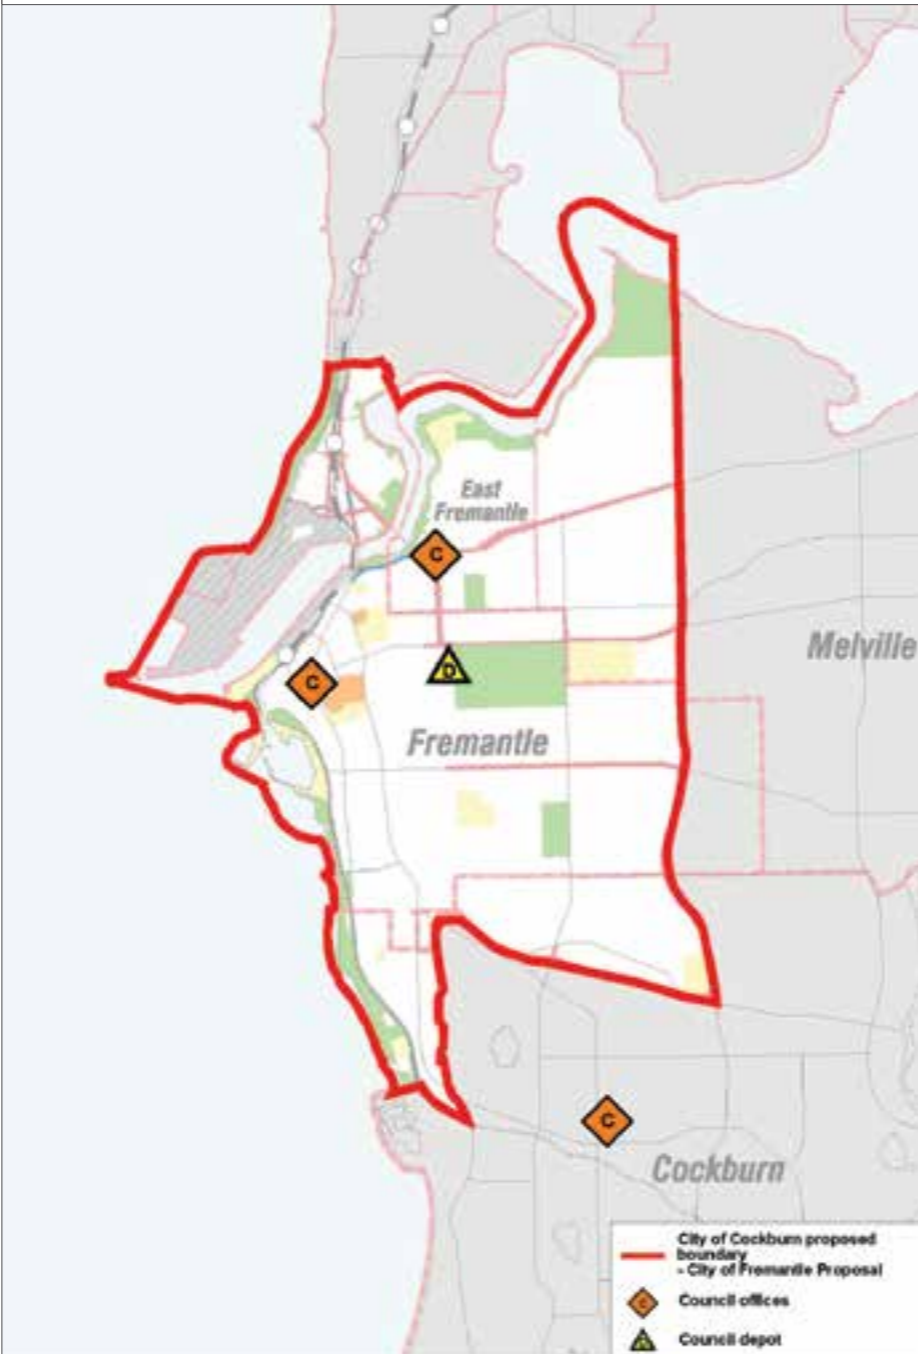 East
Fremantle
C
Melville
C
D
Fremantle
C
Cockburn
City of Cockburn proposed
boundary
- City of Fremantle Proposal
C
Council offices
Council depot